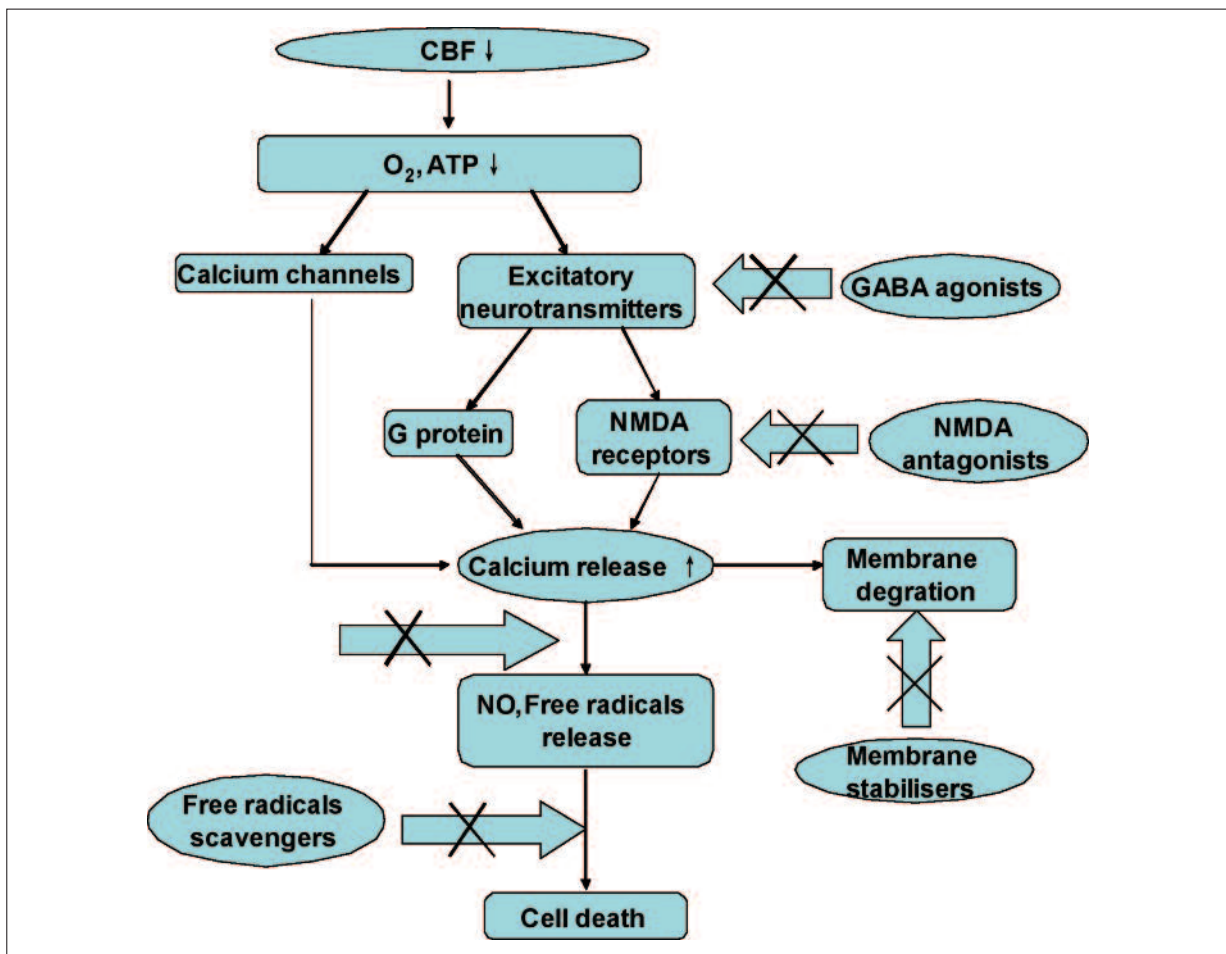 CBF ↓
O₂, ATP ↓
Calcium channels
Excitatory
neurotransmitters
GABA agonists
G protein
NMDA
receptors
NMDA
antagonists
Calcium release ↑
Membrane
degration
NO, Free radicals
release
Membrane
stabilisers
Free radicals
scavengers
Cell death